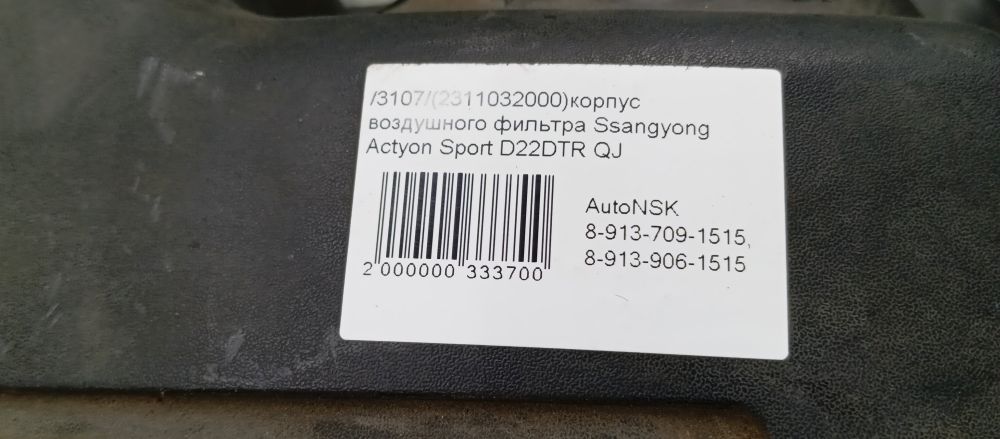 /3107/(2311032000)корпус
воздушного фильтра Ssangyong
Actyon Sport D22DTR QJ
AutoNSK
8-913-709-1515,
8-913-906-1515
2 000000 333700